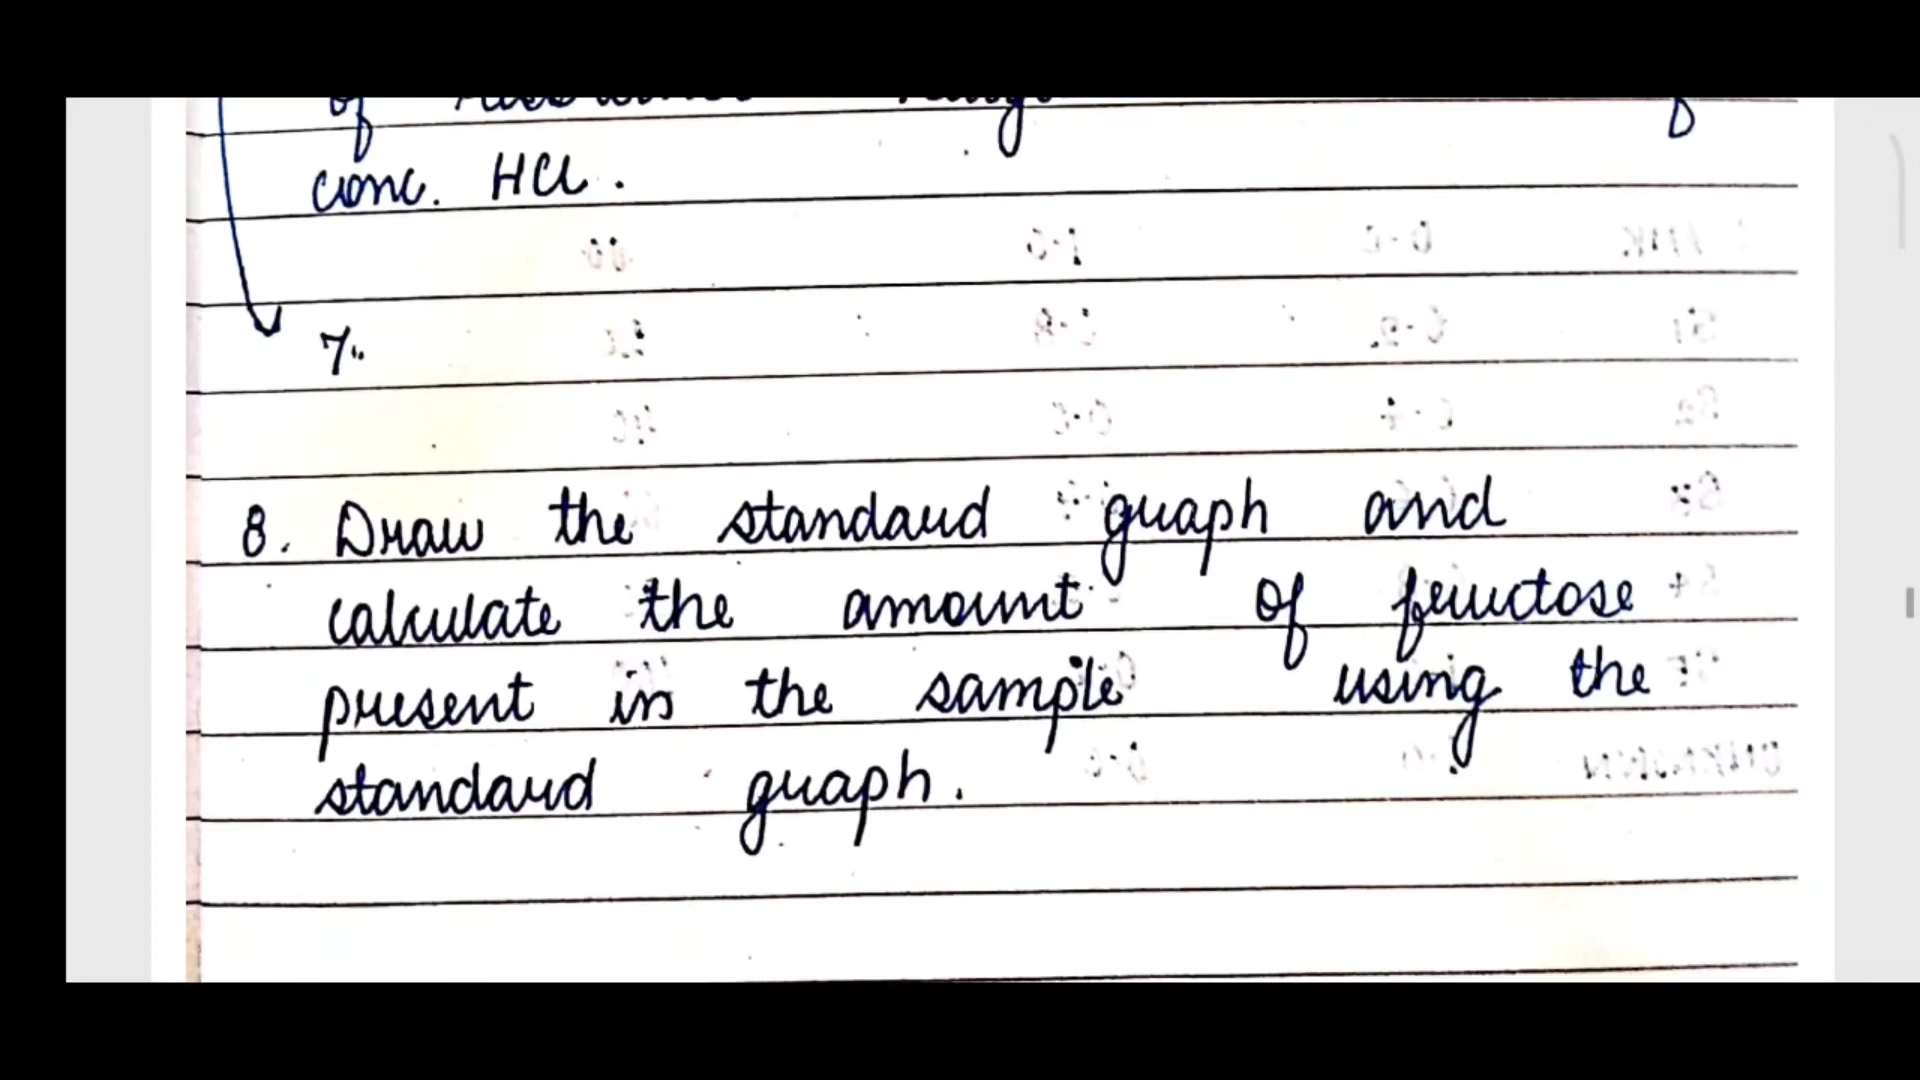 of
conc. HCl.
7.
8. Draw the standard graph and
calculate the amount of fructose
present in the sample using the
standard graph.